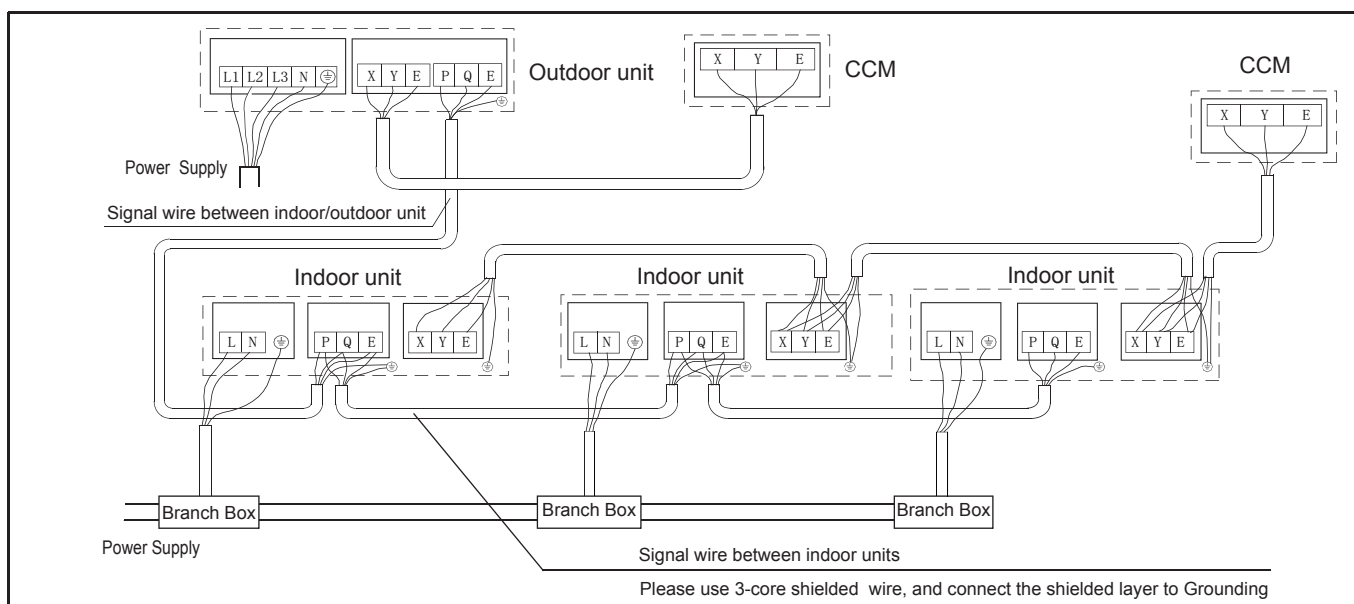 Outdoor unit
CCM
CCM
X Y E
L1 L2 L3 N
X Y E
P Q E
X Y E
Power Supply
Signal wire between indoor/outdoor unit
Indoor unit
Indoor unit
Indoor unit
L N
P Q E
X Y E
L N
P Q E
X Y E
L N
P Q E
X Y E
Branch Box
Branch Box
Branch Box
Power Supply
Signal wire between indoor units
Please use 3-core shielded wire, and connect the shielded layer to Grounding